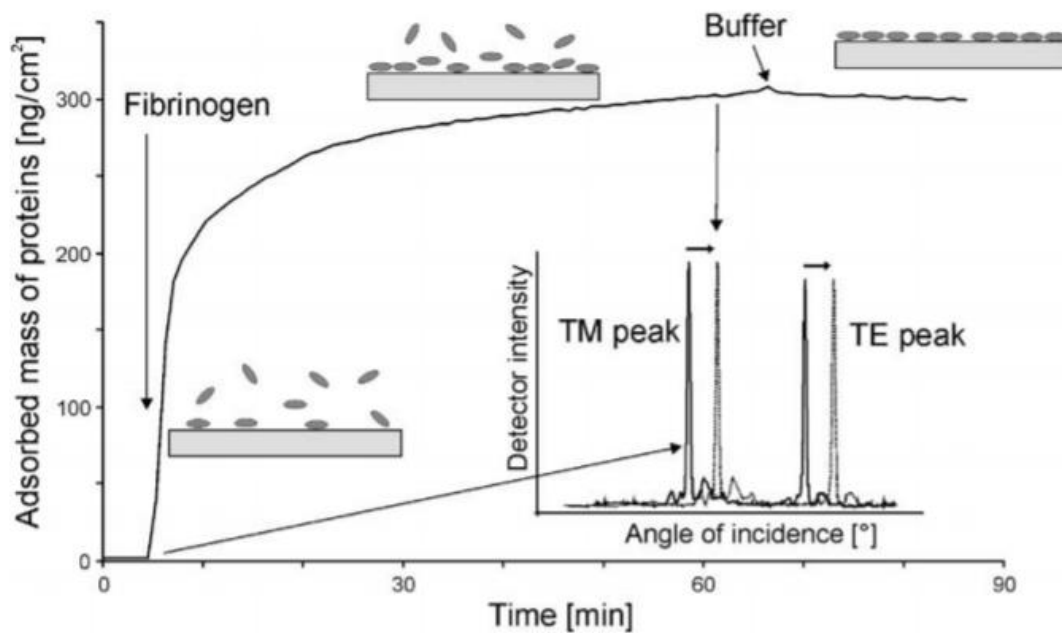 Adsorbed mass of proteins [ng/cm²]
300
200
100
0
Fibrinogen
Buffer
TM peak
TE peak
Detector intensity
Angle of incidence [°]
0
30
60
90
Time [min]